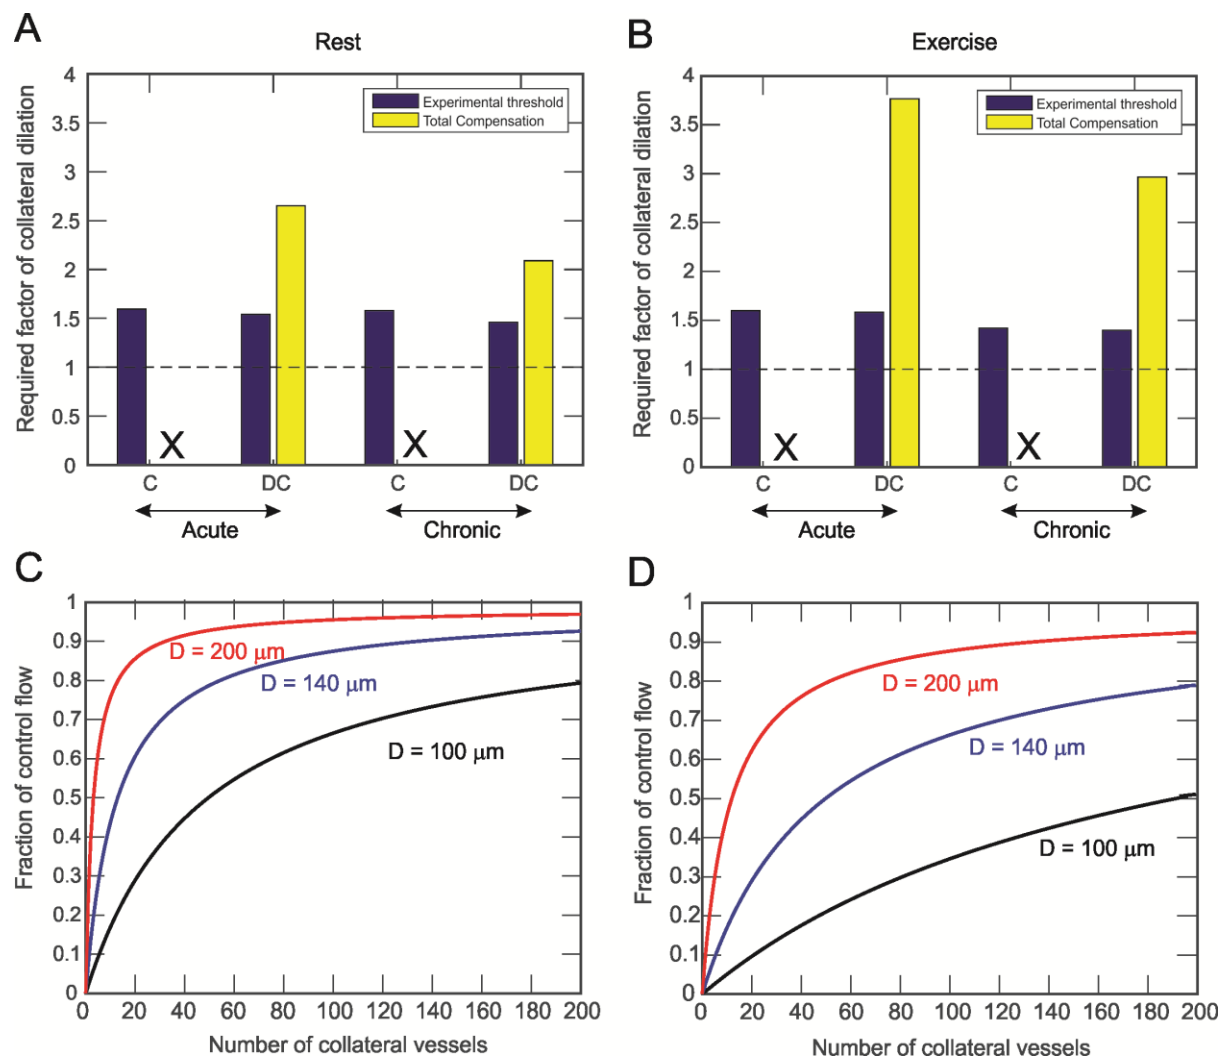 A
Rest
Required factor of collateral dilation
4
3.5
3
2.5
2
1.5
1
0.5
0
Experimental threshold
Total Compensation
X
X
C
DC
C
DC
Acute
Chronic
B
Exercise
Required factor of collateral dilation
4
3.5
3
2.5
2
1.5
1
0.5
0
Experimental threshold
Total Compensation
X
X
C
DC
C
DC
Acute
Chronic
C
Fraction of control flow
1
0.9
0.8
0.7
0.6
0.5
0.4
0.3
0.2
0.1
0
D = 200 μm
D = 140 μm
D = 100 μm
0 20 40 60 80 100 120 140 160 180 200
Number of collateral vessels
D
Fraction of control flow
1
0.9
0.8
0.7
0.6
0.5
0.4
0.3
0.2
0.1
0
D = 200 μm
D = 140 μm
D = 100 μm
0 20 40 60 80 100 120 140 160 180 200
Number of collateral vessels